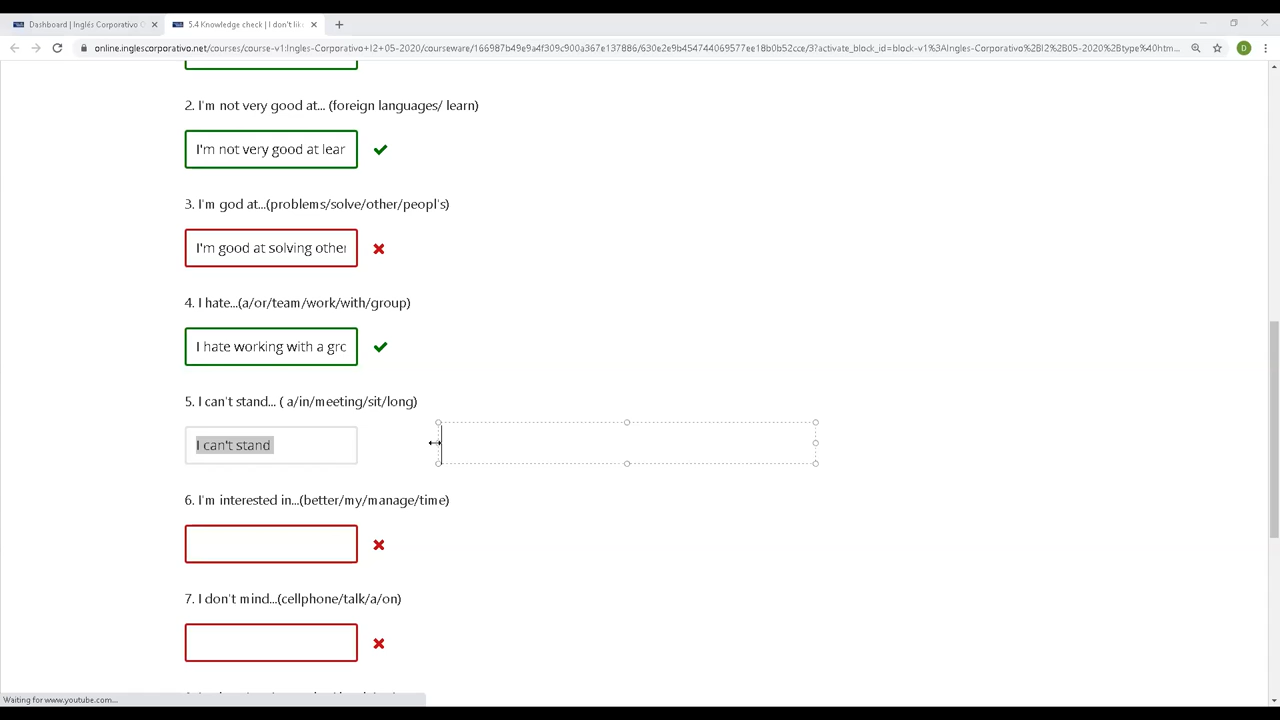 Dashboard | Inglés Corporativo
5.4 Knowledge check | I don't lik
online.inglescorporativo.net/courses/course-v1:Ingles-Corporativo+I2+05-2020/courseware/166987b49e9a4f309c900a367e137886/630e2e9b454744039577ee18b0b52cce/3?activate_block_id=block-v1%3AIngles-Corporativo%2BI2%2B05-2020%2Btype%40htm...
D
2. I'm not very good at... (foreign languages/ learn)
I'm not very good at lear
3. I'm god at...(problems/solve/other/peopl's)
I'm good at solving other
4. I hate...(a/or/team/work/with/group)
I hate working with a gro
5. I can't stand... ( a/in/meeting/sit/long)
I can't stand
6. I'm interested in...(better/my/manage/time)
7. I don't mind...(cellphone/talk/a/on)
Waiting for www.youtube.com...